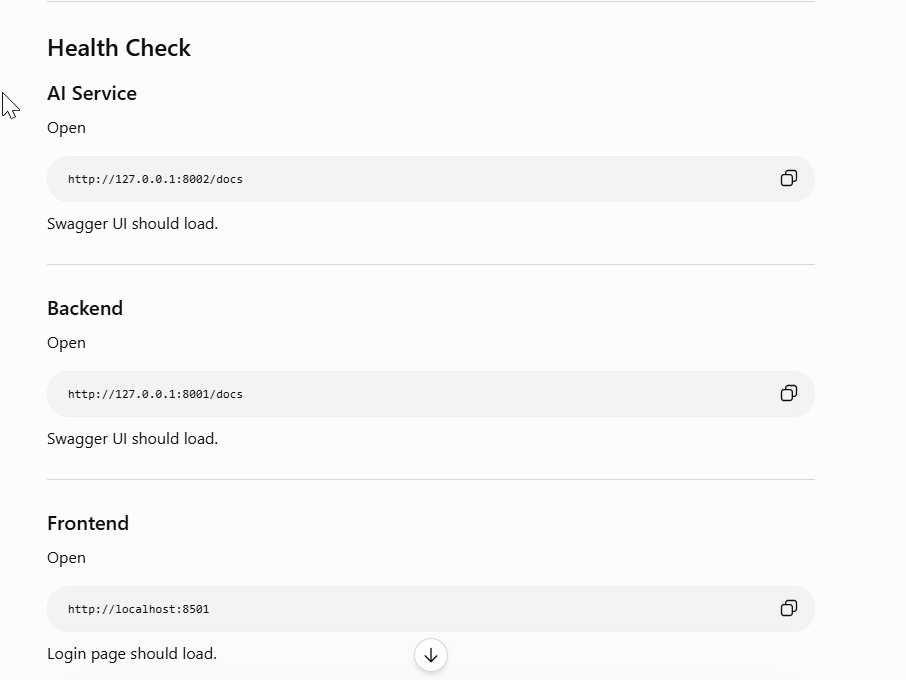 Health Check
AI Service
Open
http://127.0.0.1:8002/docs
Swagger UI should load.
Backend
Open
http://127.0.0.1:8001/docs
Swagger UI should load.
Frontend
Open
http://localhost:8501
Login page should load.